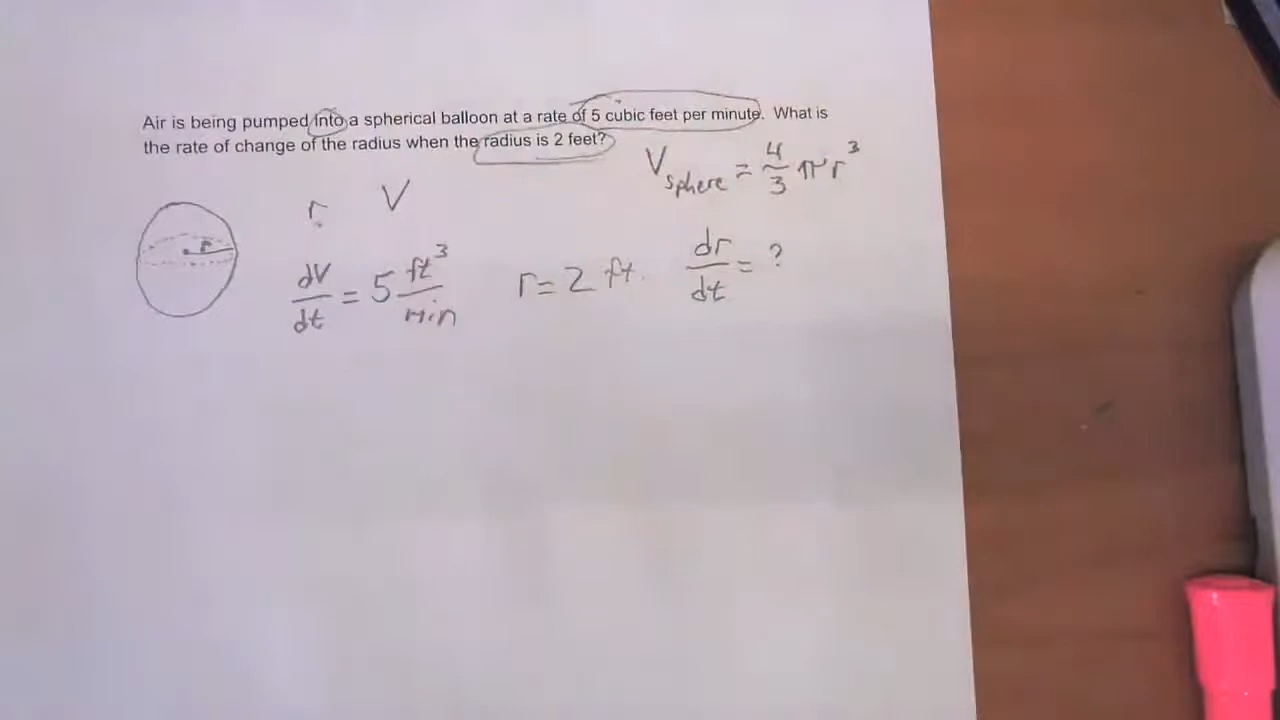 Air is being pumped into a spherical balloon at a rate of 5 cubic feet per minute. What is
the rate of change of the radius when the radius is 2 feet?
V_sphere = 4/3 πr³
r V
r
dV/dt = 5 ft³/min r = 2 ft. dr/dt = ?